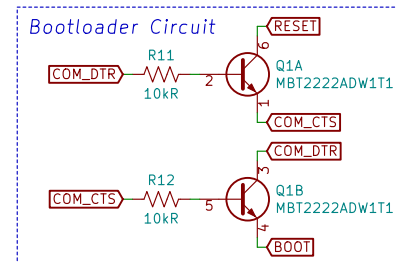 Bootloader Circuit
RESET
6
R11
Q1A
COM_DTR
2
MBT2222ADW1T1
10kR
1
COM_CTS
COM_DTR
3
R12
Q1B
COM_CTS
5
MBT2222ADW1T1
10kR
4
BOOT